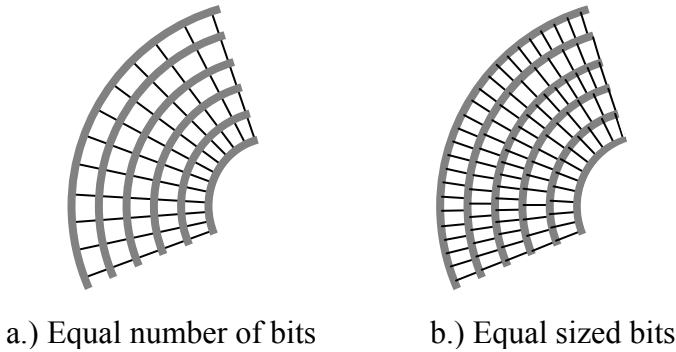 a.) Equal number of bits
b.) Equal sized bits